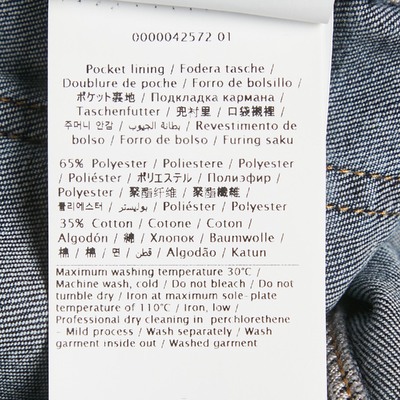 0000042572 01
Pocket lining / Fodera tasche /
Doublure de poche / Forro de bolsillo /
ポケット裏地 / Подкладка кармана /
Taschenfutter / 兜衬里 / 口袋襯裡 /
주머니 안감 / بطانة الجيوب / Revestimento de
bolso / Forro de bolso / Furing saku
65% Polyester / Poliestere / Polyester
/ Poliéster / ポリエステル / Полиэфир /
Polyester / 聚酯纤维 / 聚酯纖維 /
폴리에스터 / بوليستر / Poliéster / Polyester
35% Cotton / Cotone / Coton /
Algodón / 綿 / Хлопок / Baumwolle /
棉 / 棉 / 면 / قطن / Algodão / Katun
Maximum washing temperature 30°C /
Machine wash, cold / Do not bleach / Do not
tumble dry / Iron at maximum sole-plate
temperature of 110°C / Iron, low /
Professional dry cleaning in perchlorethene
- Mild process / Wash separately / Wash
garment inside out / Washed garment